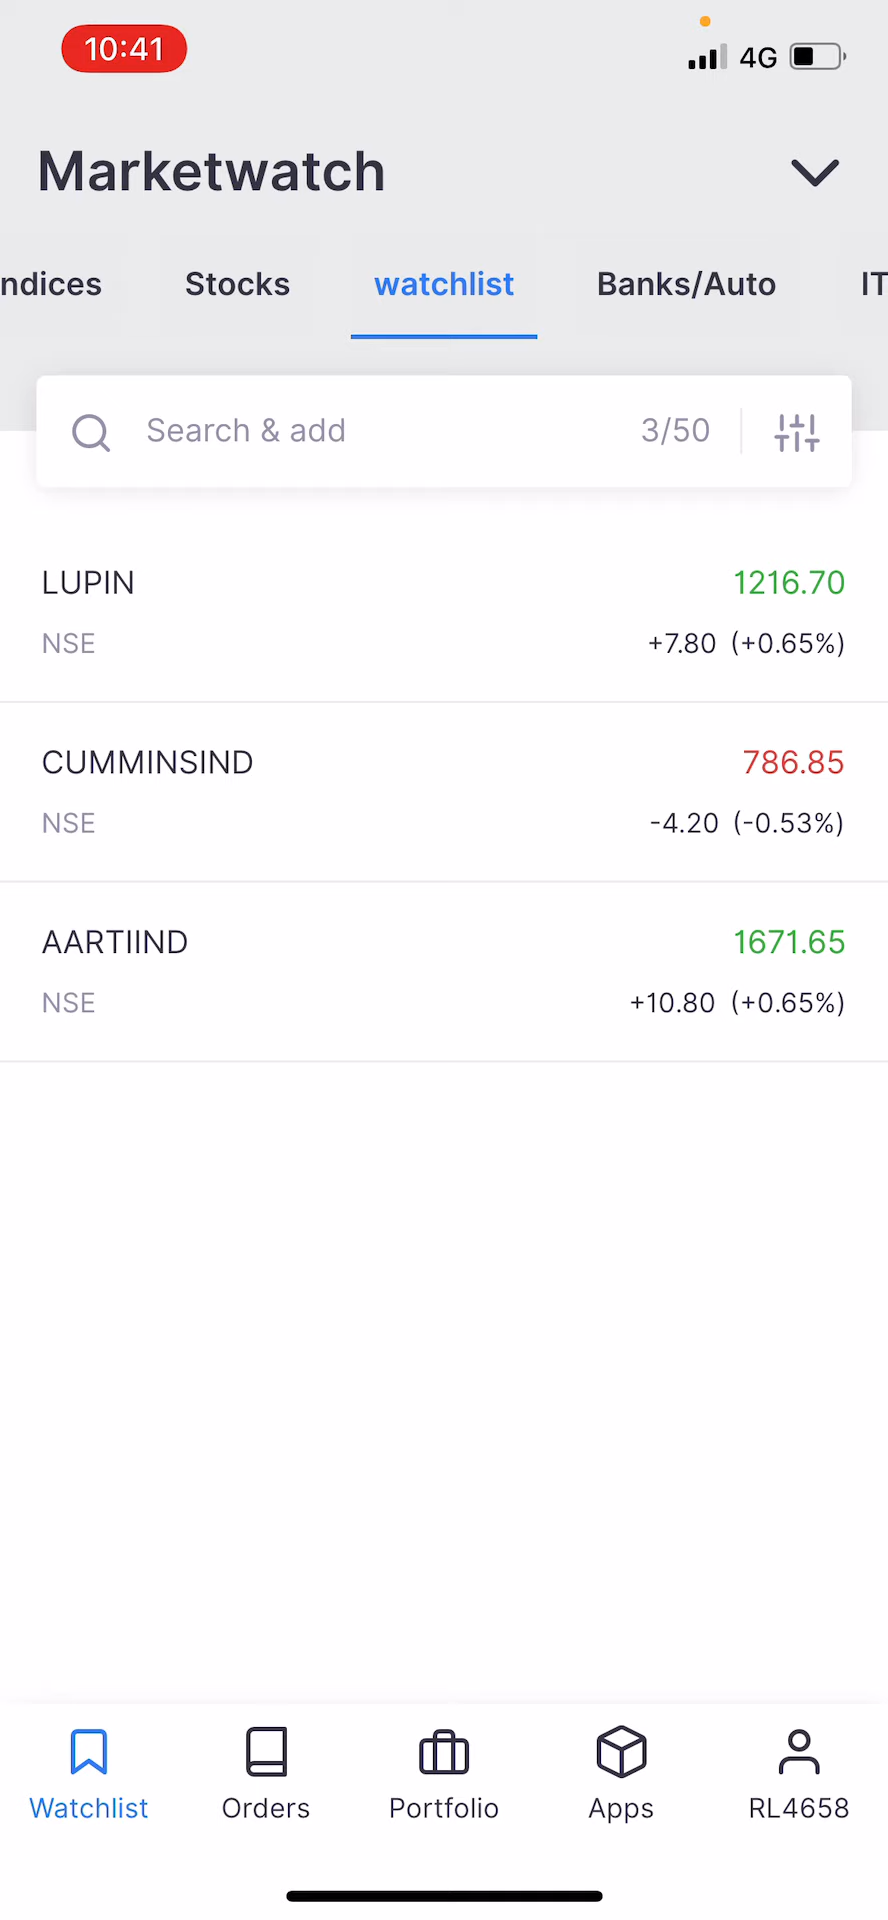 10:41
4G
Marketwatch
ndices Stocks watchlist Banks/Auto IT
Search & add 3/50
LUPIN 1216.70
NSE +7.80 (+0.65%)
CUMMINSIND 786.85
NSE -4.20 (-0.53%)
AARTIIND 1671.65
NSE +10.80 (+0.65%)
Watchlist Orders Portfolio Apps RL4658